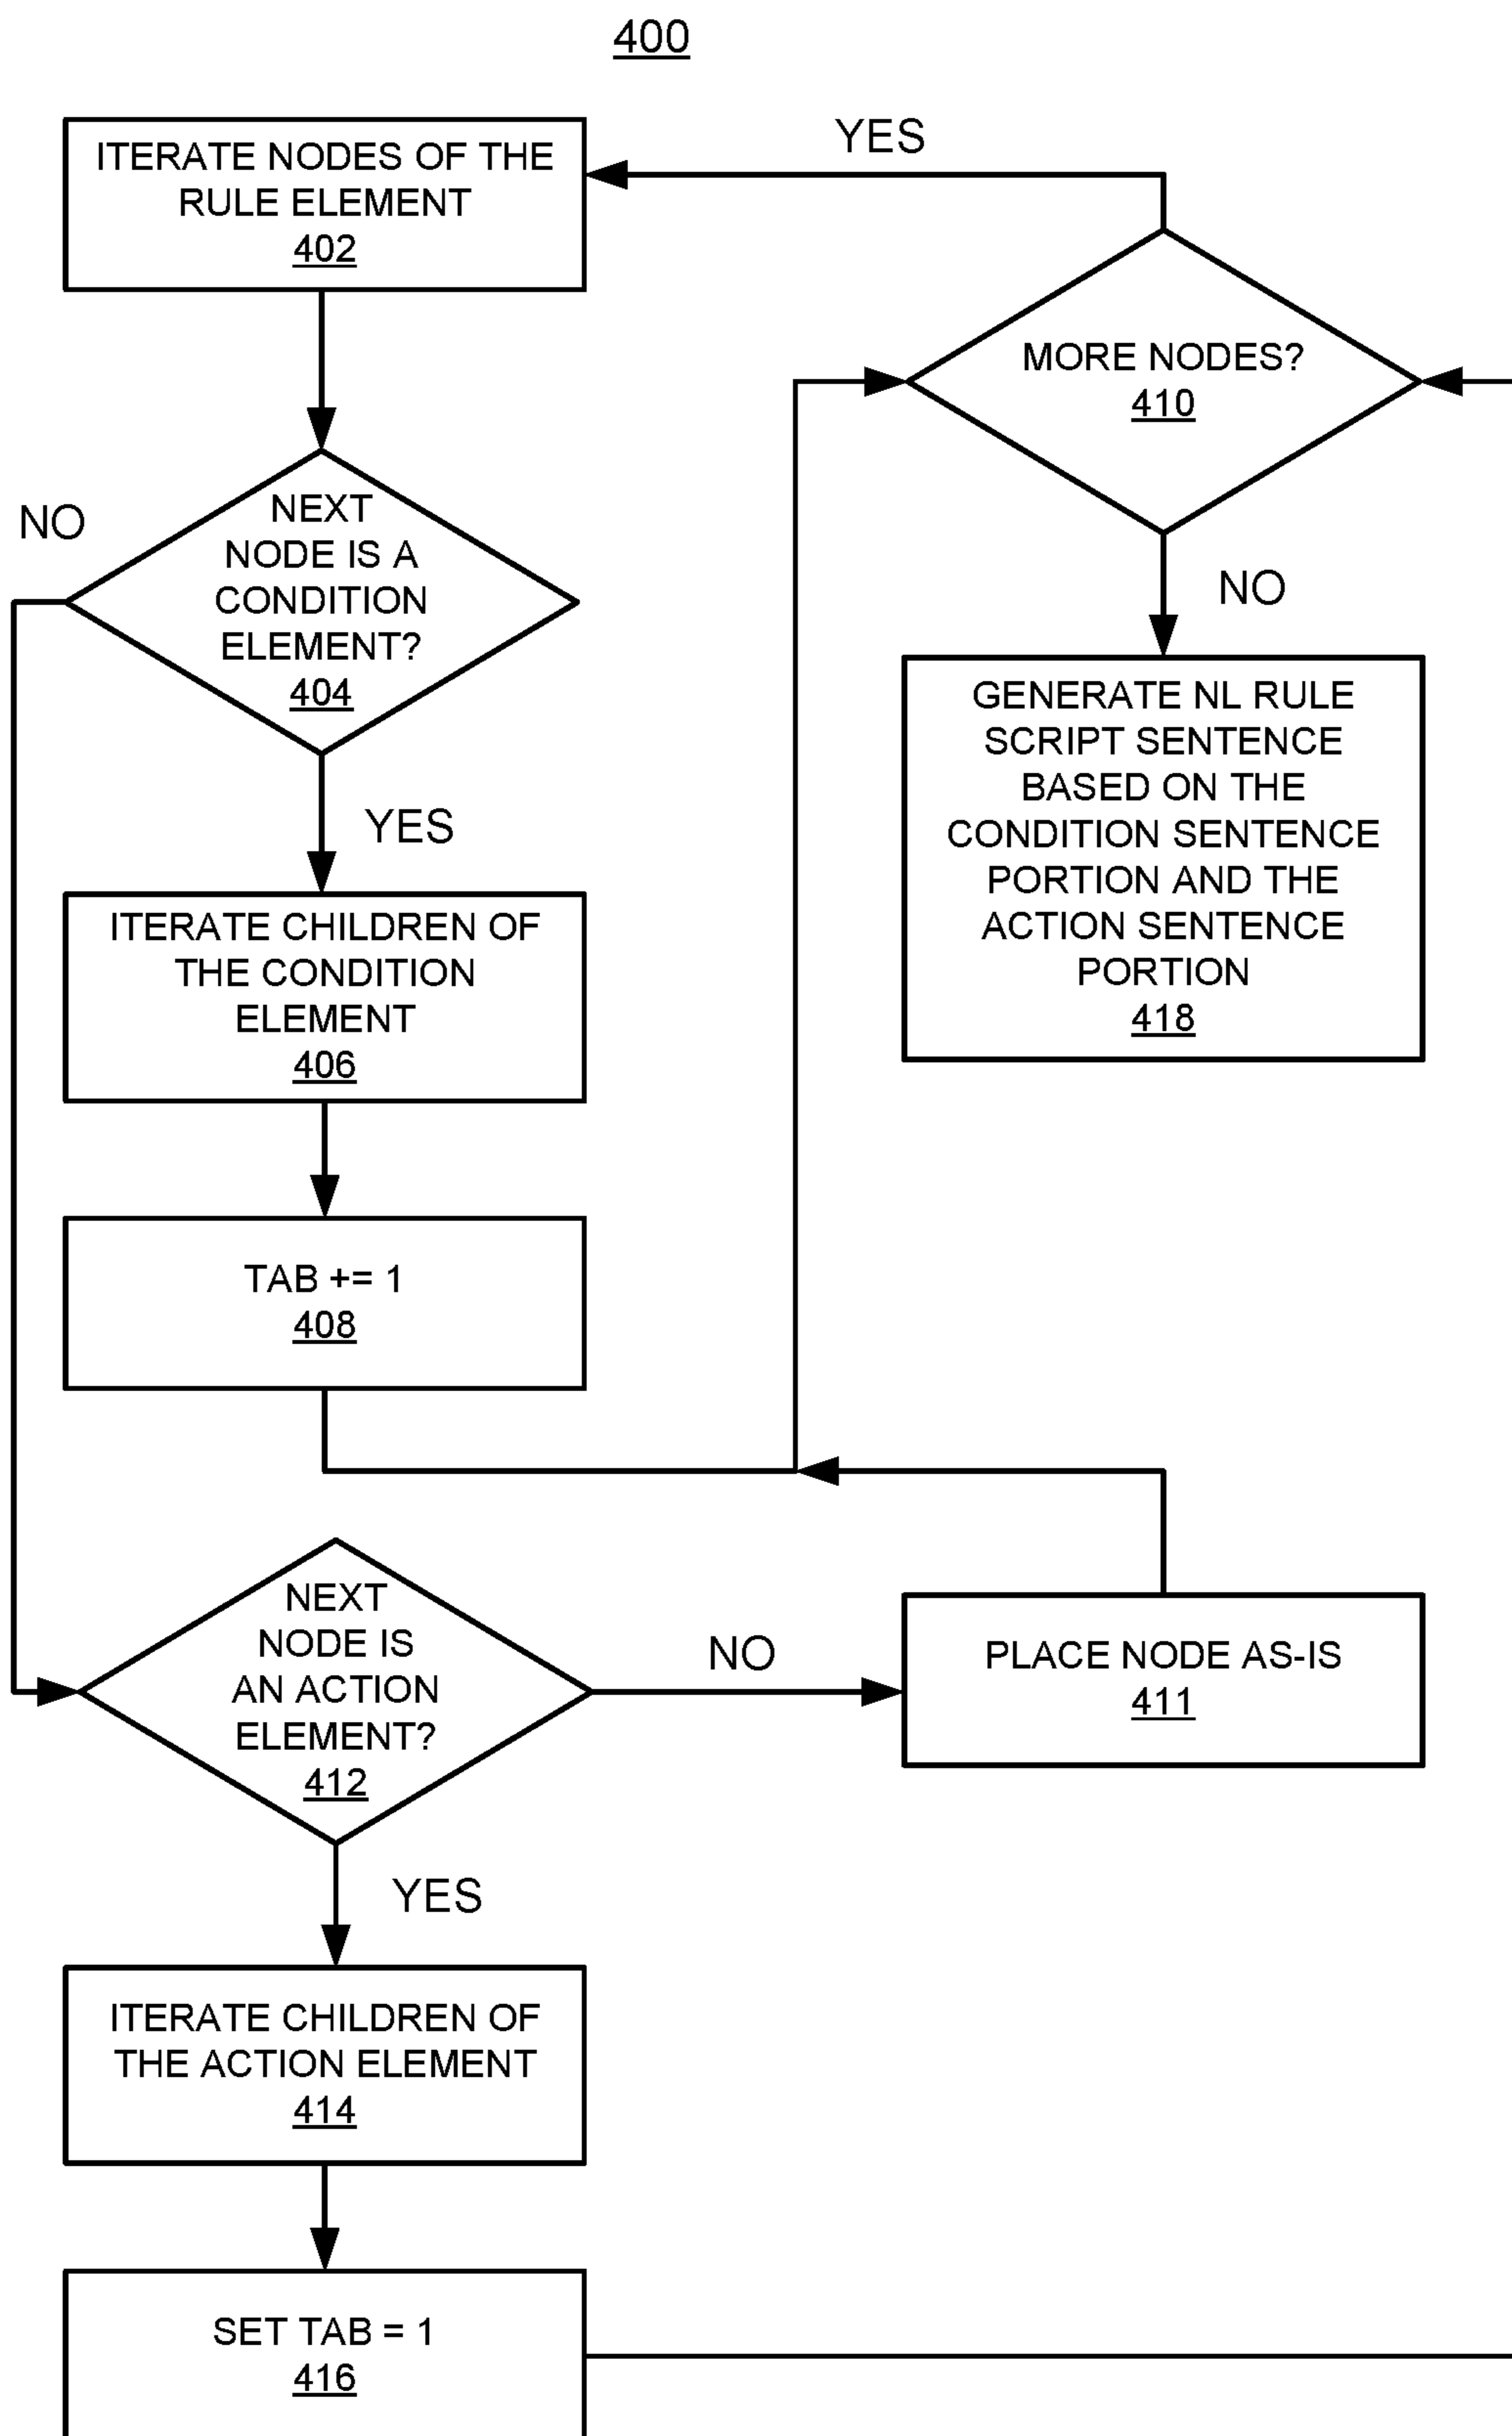 400
ITERATE NODES OF THE
RULE ELEMENT
402
YES
MORE NODES?
410
NO
NEXT
NODE IS A
CONDITION
ELEMENT?
404
NO
GENERATE NL RULE
SCRIPT SENTENCE
BASED ON THE
CONDITION SENTENCE
PORTION AND THE
ACTION SENTENCE
PORTION
418
YES
ITERATE CHILDREN OF
THE CONDITION
ELEMENT
406
TAB += 1
408
NEXT
NODE IS
AN ACTION
ELEMENT?
412
NO
PLACE NODE AS-IS
411
YES
ITERATE CHILDREN OF
THE ACTION ELEMENT
414
SET TAB = 1
416